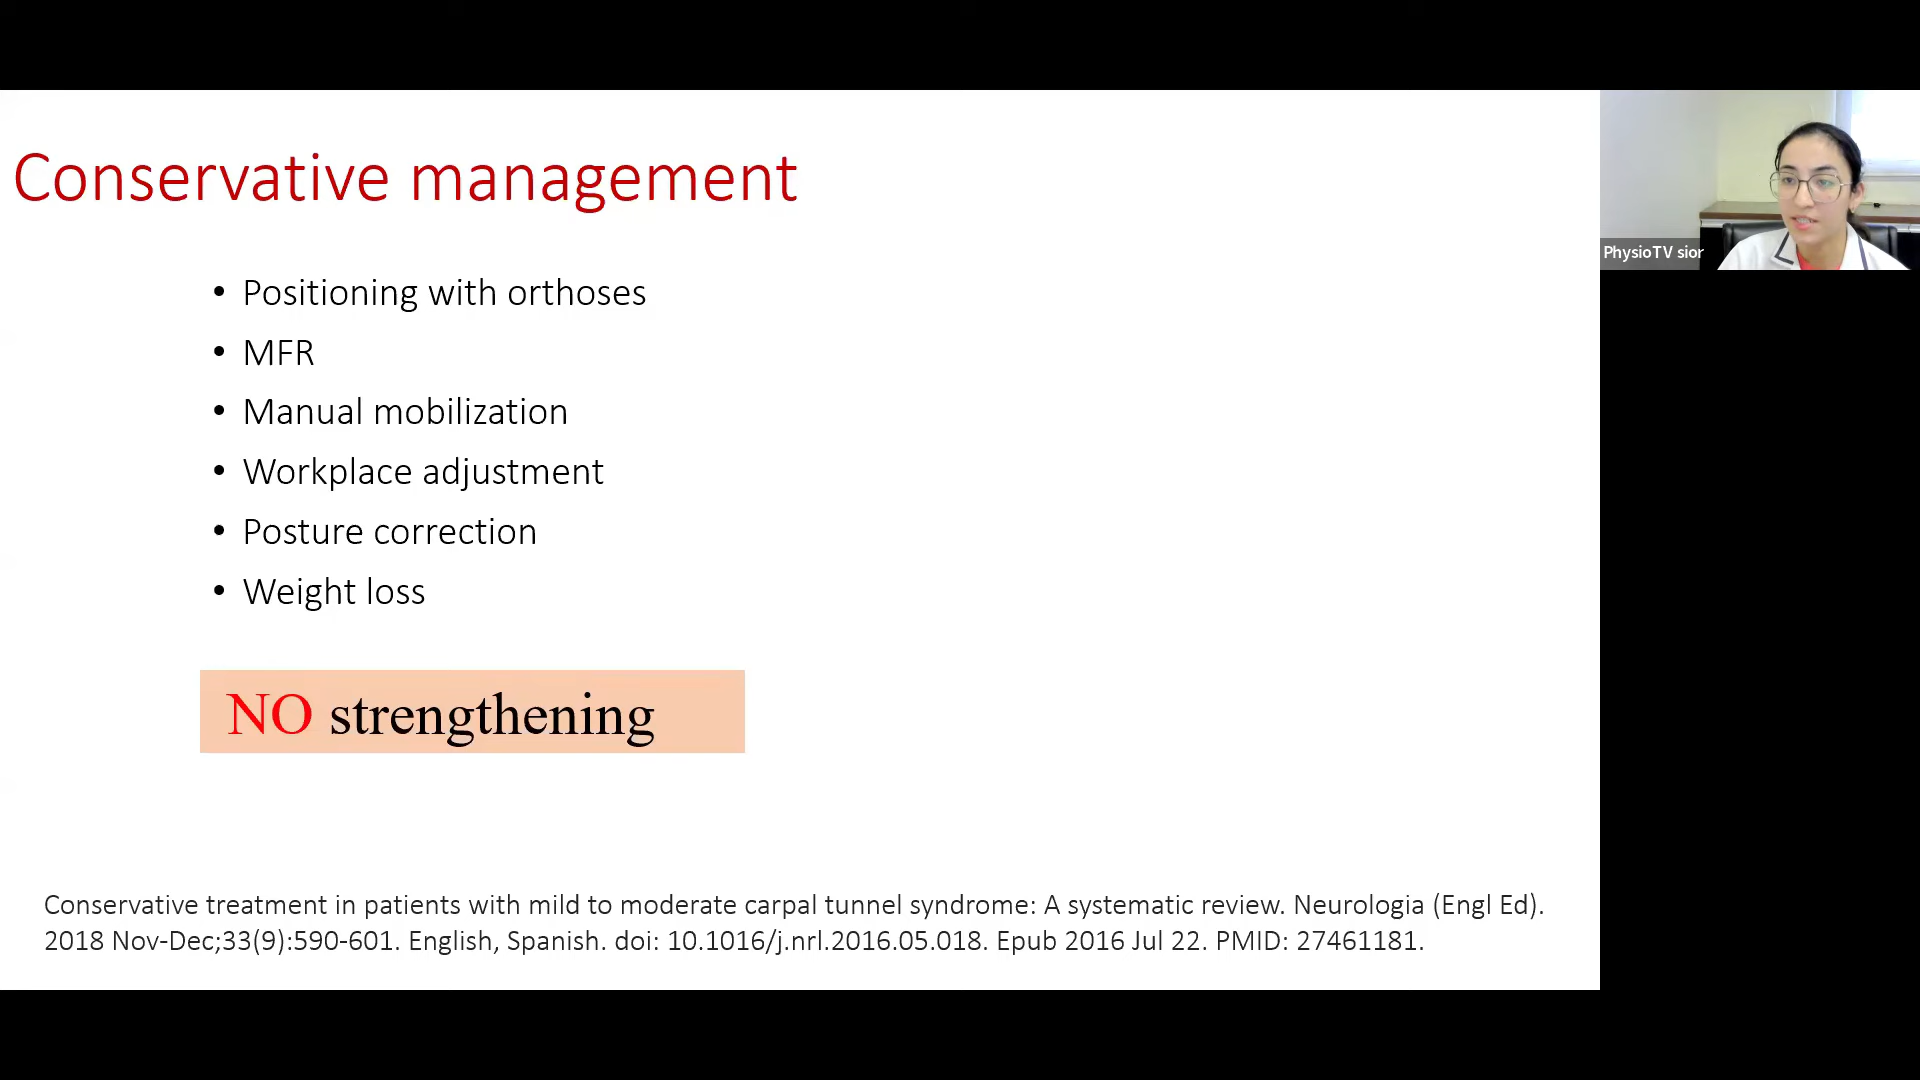 Conservative management
• Positioning with orthoses
• MFR
• Manual mobilization
• Workplace adjustment
• Posture correction
• Weight loss
NO strengthening
Conservative treatment in patients with mild to moderate carpal tunnel syndrome: A systematic review. Neurologia (Engl Ed).
2018 Nov-Dec;33(9):590-601. English, Spanish. doi: 10.1016/j.nrl.2016.05.018. Epub 2016 Jul 22. PMID: 27461181.
PhysioTV sior